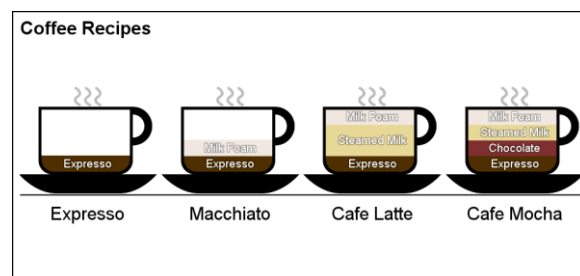 Coffee Recipes
Expresso
Milk Foam
Expresso
Milk Foam
Steamed Milk
Expresso
Milk Foam
Steamed Milk
Chocolate
Expresso
Expresso
Macchiato
Cafe Latte
Cafe Mocha